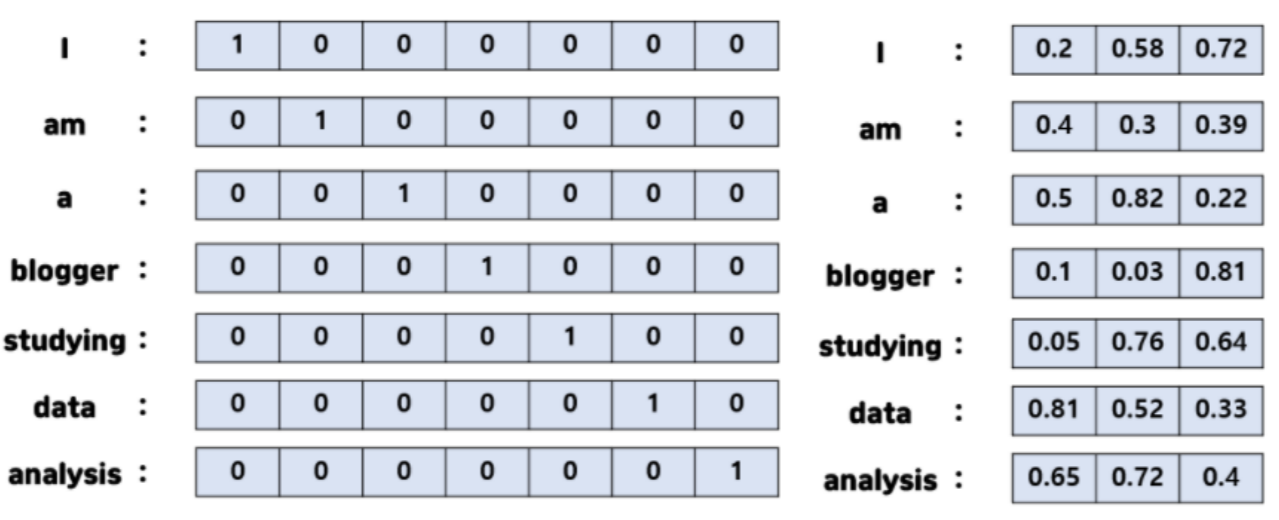 I : 1 0 0 0 0 0 0 I : 0.2 0.58 0.72
am : 0 1 0 0 0 0 0 am : 0.4 0.3 0.39
a : 0 0 1 0 0 0 0 a : 0.5 0.82 0.22
blogger : 0 0 0 1 0 0 0 blogger : 0.1 0.03 0.81
studying : 0 0 0 0 1 0 0 studying : 0.05 0.76 0.64
data : 0 0 0 0 0 1 0 data : 0.81 0.52 0.33
analysis : 0 0 0 0 0 0 1 analysis : 0.65 0.72 0.4